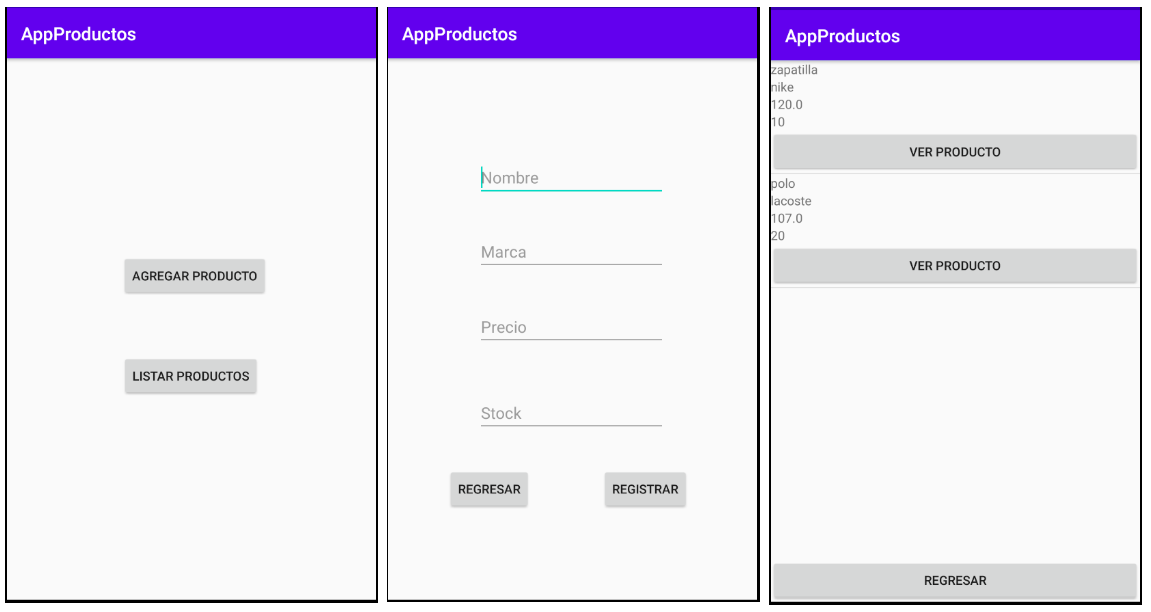 AppProductos
AGREGAR PRODUCTO
LISTAR PRODUCTOS
AppProductos
Nombre
Marca
Precio
Stock
REGRESAR
REGISTRAR
AppProductos
zapatilla
nike
120.0
10
VER PRODUCTO
polo
lacoste
107.0
20
VER PRODUCTO
REGRESAR